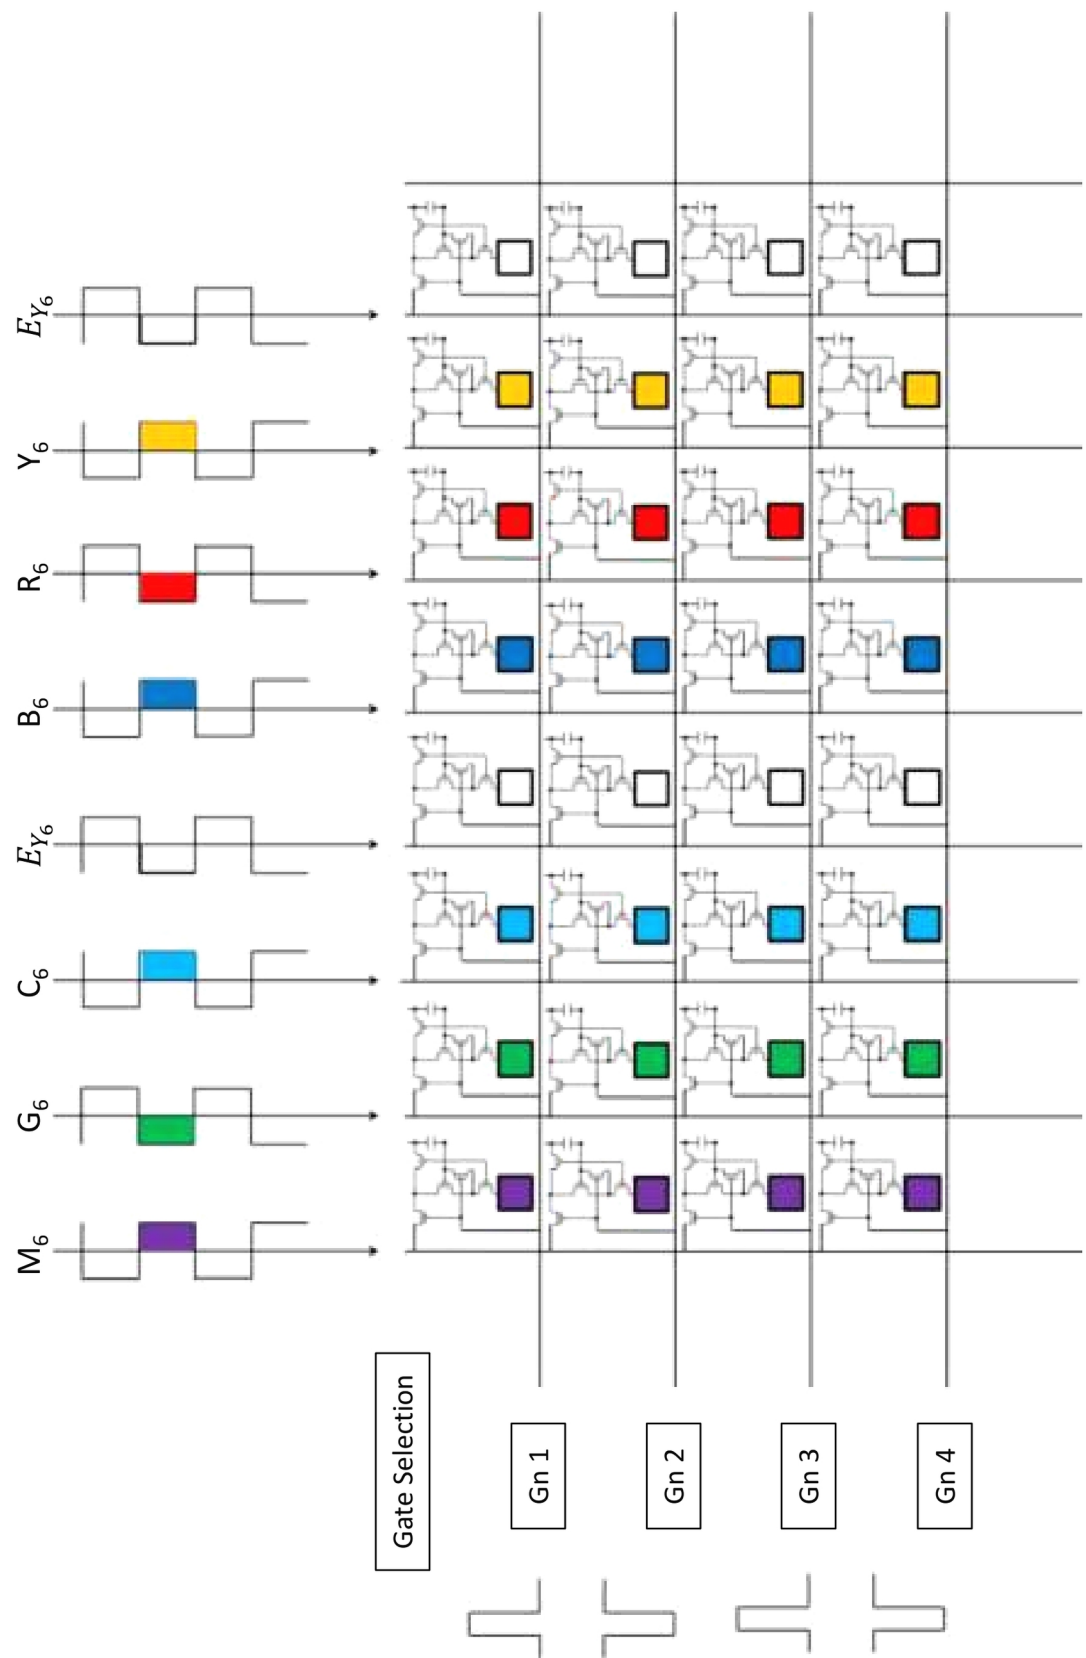 M₆
G₆
C₆
E_Y₆
B₆
R₆
Y₆
E_Y₆
Gate Selection
Gn 1
Gn 2
Gn 3
Gn 4